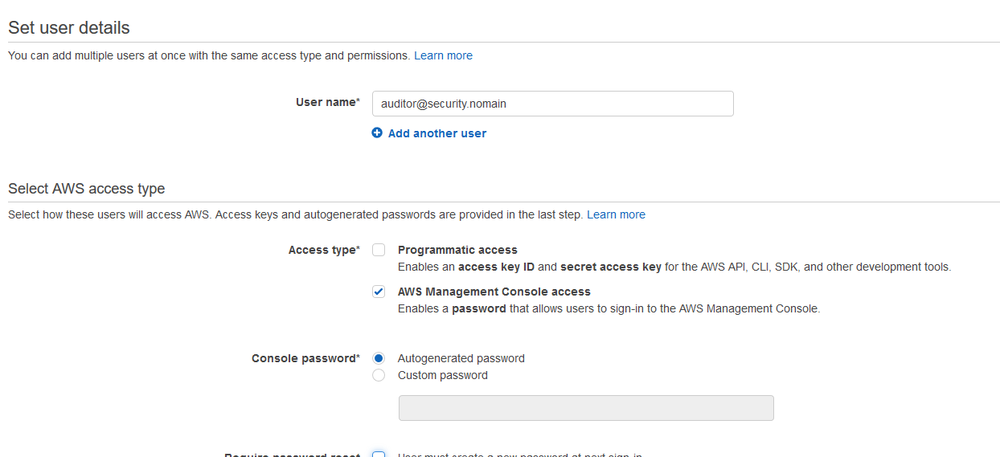 Set user details
You can add multiple users at once with the same access type and permissions. Learn more
User name* auditor@security.nomain
Add another user
Select AWS access type
Select how these users will access AWS. Access keys and autogenerated passwords are provided in the last step. Learn more
Access type* Programmatic access
Enables an access key ID and secret access key for the AWS API, CLI, SDK, and other development tools.
AWS Management Console access
Enables a password that allows users to sign-in to the AWS Management Console.
Console password* Autogenerated password
Custom password
Require password reset User must create a new password at next sign-in